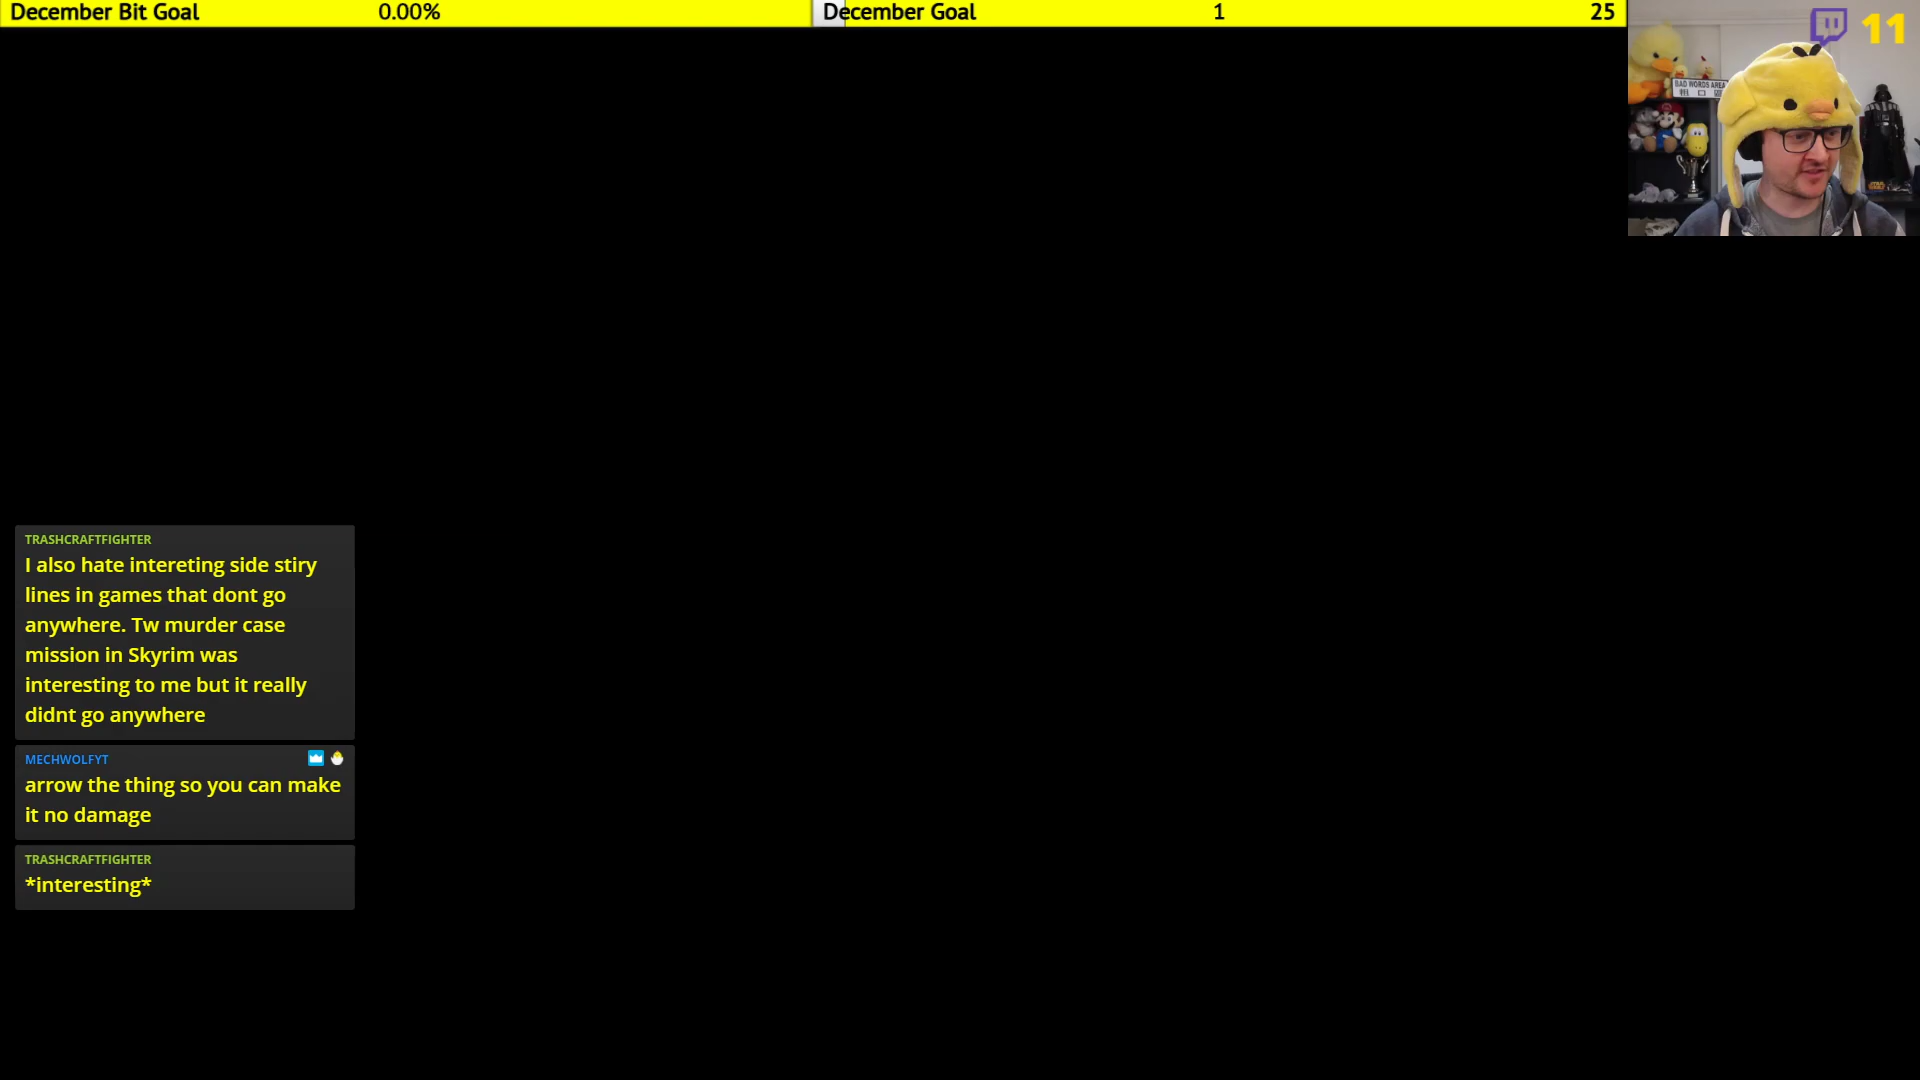 December Bit Goal 0.00% December Goal 1 25
11
BAD WORDS AREA
TRASHCRAFTFIGHTER
I also hate intereting side stiry
lines in games that dont go
anywhere. Tw murder case
mission in Skyrim was
interesting to me but it really
didnt go anywhere
MECHWOLFYT
arrow the thing so you can make
it no damage
TRASHCRAFTFIGHTER
*interesting*